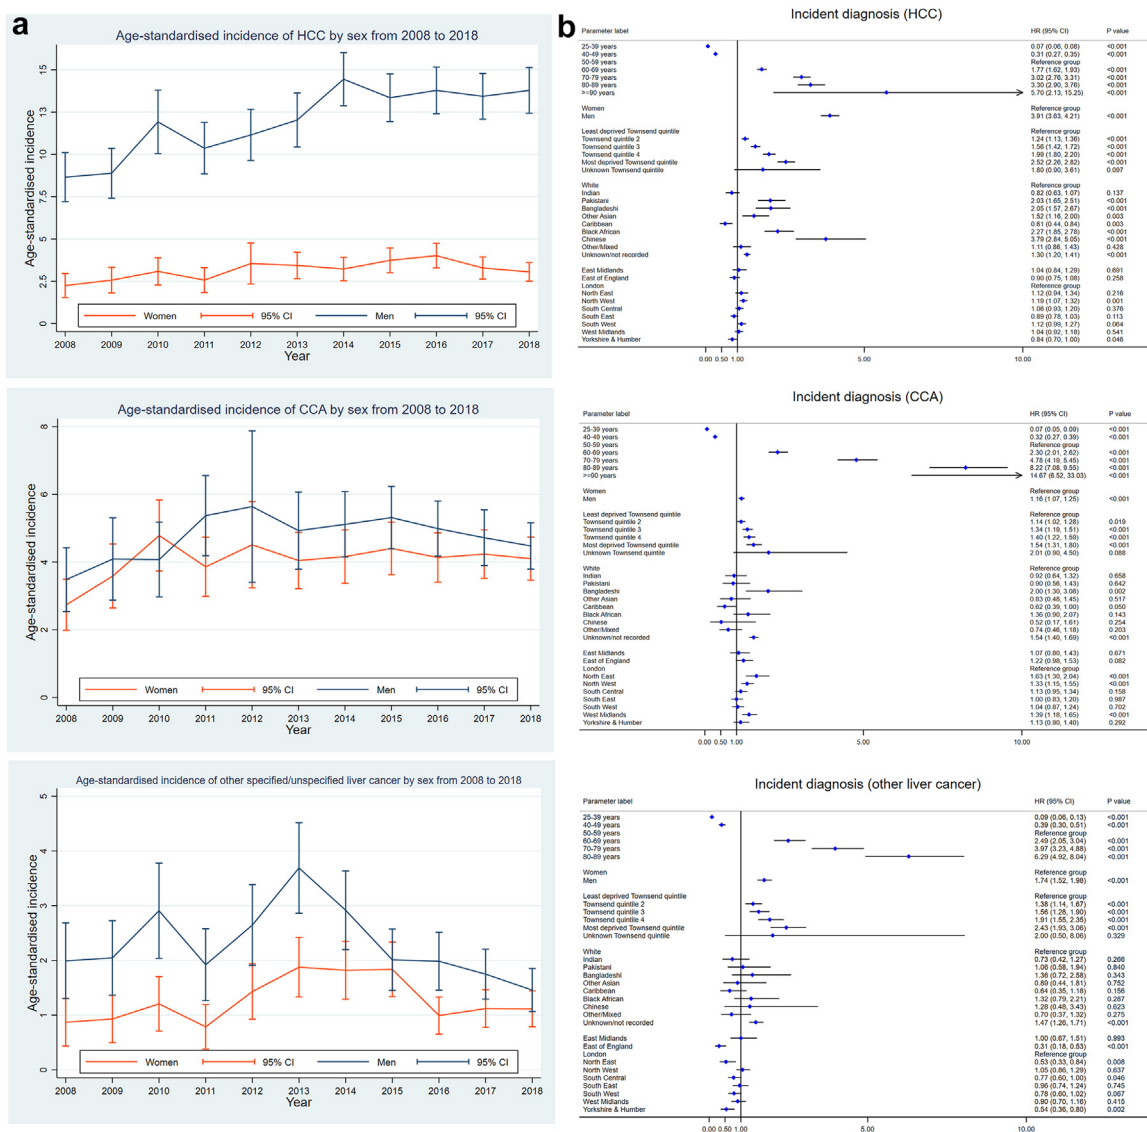 a
Age-standardised incidence of HCC by sex from 2008 to 2018
Age-standardised incidence
15
13
10
7.5
5
2.5
0
Women 95% CI Men 95% CI
2008 2009 2010 2011 2012 2013 2014 2015 2016 2017 2018
Year
Age-standardised incidence of CCA by sex from 2008 to 2018
Age-standardised incidence
8
6
4
2
0
Women 95% CI Men 95% CI
2008 2009 2010 2011 2012 2013 2014 2015 2016 2017 2018
Year
Age-standardised incidence of other specified/unspecified liver cancer by sex from 2008 to 2018
Age-standardised incidence
5
4
3
2
1
0
Women 95% CI Men 95% CI
2008 2009 2010 2011 2012 2013 2014 2015 2016 2017 2018
Year
b
Incident diagnosis (HCC)
Parameter label HR (95% CI) P value
25-39 years 0.07 (0.06, 0.08) <0.001
40-49 years 0.31 (0.27, 0.35) <0.001
50-59 years Reference group
60-69 years 1.77 (1.62, 1.93) <0.001
70-79 years 3.02 (2.76, 3.31) <0.001
80-89 years 3.30 (2.90, 3.76) <0.001
>=90 years 5.70 (2.13, 15.25) <0.001
Women Reference group
Men 3.91 (3.63, 4.21) <0.001
Least deprived Townsend quintile Reference group
Townsend quintile 2 1.24 (1.13, 1.36) <0.001
Townsend quintile 3 1.56 (1.42, 1.72) <0.001
Townsend quintile 4 1.99 (1.80, 2.20) <0.001
Most deprived Townsend quintile 2.52 (2.26, 2.82) <0.001
Unknown Townsend quintile 1.80 (0.90, 3.61) 0.097
White Reference group
Indian 0.82 (0.63, 1.07) 0.137
Pakistani 2.03 (1.65, 2.51) <0.001
Bangladeshi 2.05 (1.57, 2.67) <0.001
Other Asian 1.52 (1.16, 2.00) 0.003
Caribbean 0.61 (0.44, 0.84) 0.003
Black African 2.27 (1.85, 2.78) <0.001
Chinese 3.79 (2.84, 5.05) <0.001
Other/Mixed 1.11 (0.86, 1.43) 0.428
Unknown/not recorded 1.30 (1.20, 1.41) <0.001
East Midlands 1.04 (0.84, 1.29) 0.691
East of England 0.90 (0.75, 1.08) 0.258
London Reference group
North East 1.12 (0.94, 1.34) 0.216
North West 1.19 (1.07, 1.32) 0.001
South Central 1.06 (0.93, 1.20) 0.376
South East 0.89 (0.78, 1.03) 0.113
South West 1.12 (0.99, 1.27) 0.064
West Midlands 1.04 (0.92, 1.18) 0.541
Yorkshire & Humber 0.84 (0.70, 1.00) 0.046
0.00 0.50 1.00 5.00 10.00
Incident diagnosis (CCA)
Parameter label HR (95% CI) P value
25-39 years 0.07 (0.05, 0.09) <0.001
40-49 years 0.32 (0.27, 0.39) <0.001
50-59 years Reference group
60-69 years 2.30 (2.01, 2.62) <0.001
70-79 years 4.78 (4.19, 5.45) <0.001
80-89 years 8.22 (7.08, 9.55) <0.001
>=90 years 14.67 (6.52, 33.03) <0.001
Women Reference group
Men 1.16 (1.07, 1.25) <0.001
Least deprived Townsend quintile Reference group
Townsend quintile 2 1.14 (1.02, 1.28) 0.019
Townsend quintile 3 1.34 (1.19, 1.51) <0.001
Townsend quintile 4 1.40 (1.22, 1.59) <0.001
Most deprived Townsend quintile 1.54 (1.31, 1.80) <0.001
Unknown Townsend quintile 2.01 (0.90, 4.50) 0.088
White Reference group
Indian 0.92 (0.64, 1.32) 0.658
Pakistani 0.90 (0.56, 1.43) 0.642
Bangladeshi 2.00 (1.30, 3.08) 0.002
Other Asian 0.83 (0.48, 1.45) 0.517
Caribbean 0.62 (0.39, 1.00) 0.050
Black African 1.36 (0.90, 2.07) 0.143
Chinese 0.52 (0.17, 1.61) 0.254
Other/Mixed 0.74 (0.46, 1.18) 0.203
Unknown/not recorded 1.54 (1.40, 1.69) <0.001
East Midlands 1.07 (0.80, 1.43) 0.671
East of England 1.22 (0.98, 1.53) 0.082
London Reference group
North East 1.63 (1.30, 2.04) <0.001
North West 1.33 (1.15, 1.55) <0.001
South Central 1.13 (0.95, 1.34) 0.158
South East 1.00 (0.83, 1.20) 0.987
South West 1.04 (0.87, 1.24) 0.702
West Midlands 1.39 (1.18, 1.65) <0.001
Yorkshire & Humber 1.13 (0.90, 1.40) 0.292
0.00 0.50 1.00 5.00 10.00
Incident diagnosis (other liver cancer)
Parameter label HR (95% CI) P value
25-39 years 0.09 (0.06, 0.13) <0.001
40-49 years 0.39 (0.30, 0.51) <0.001
50-59 years Reference group
60-69 years 2.49 (2.05, 3.04) <0.001
70-79 years 3.97 (3.23, 4.88) <0.001
80-89 years 6.29 (4.92, 8.04) <0.001
Women Reference group
Men 1.74 (1.52, 1.98) <0.001
Least deprived Townsend quintile Reference group
Townsend quintile 2 1.38 (1.14, 1.67) <0.001
Townsend quintile 3 1.56 (1.28, 1.90) <0.001
Townsend quintile 4 1.91 (1.55, 2.35) <0.001
Most deprived Townsend quintile 2.43 (1.93, 3.06) <0.001
Unknown Townsend quintile 2.00 (0.50, 8.06) 0.329
White Reference group
Indian 0.73 (0.42, 1.27) 0.266
Pakistani 1.06 (0.58, 1.94) 0.840
Bangladeshi 1.36 (0.72, 2.58) 0.343
Other Asian 0.89 (0.44, 1.81) 0.752
Caribbean 0.64 (0.35, 1.18) 0.156
Black African 1.32 (0.79, 2.21) 0.287
Chinese 1.28 (0.48, 3.43) 0.623
Other/Mixed 0.70 (0.37, 1.32) 0.275
Unknown/not recorded 1.47 (1.26, 1.71) <0.001
East Midlands 1.00 (0.67, 1.51) 0.993
East of England 0.31 (0.18, 0.53) <0.001
London Reference group
North East 0.53 (0.33, 0.84) 0.008
North West 1.05 (0.86, 1.29) 0.637
South Central 0.77 (0.60, 1.00) 0.046
South East 0.96 (0.74, 1.24) 0.745
South West 0.78 (0.60, 1.02) 0.067
West Midlands 0.90 (0.70, 1.16) 0.415
Yorkshire & Humber 0.54 (0.36, 0.80) 0.002
0.00 0.50 1.00 5.00 10.00